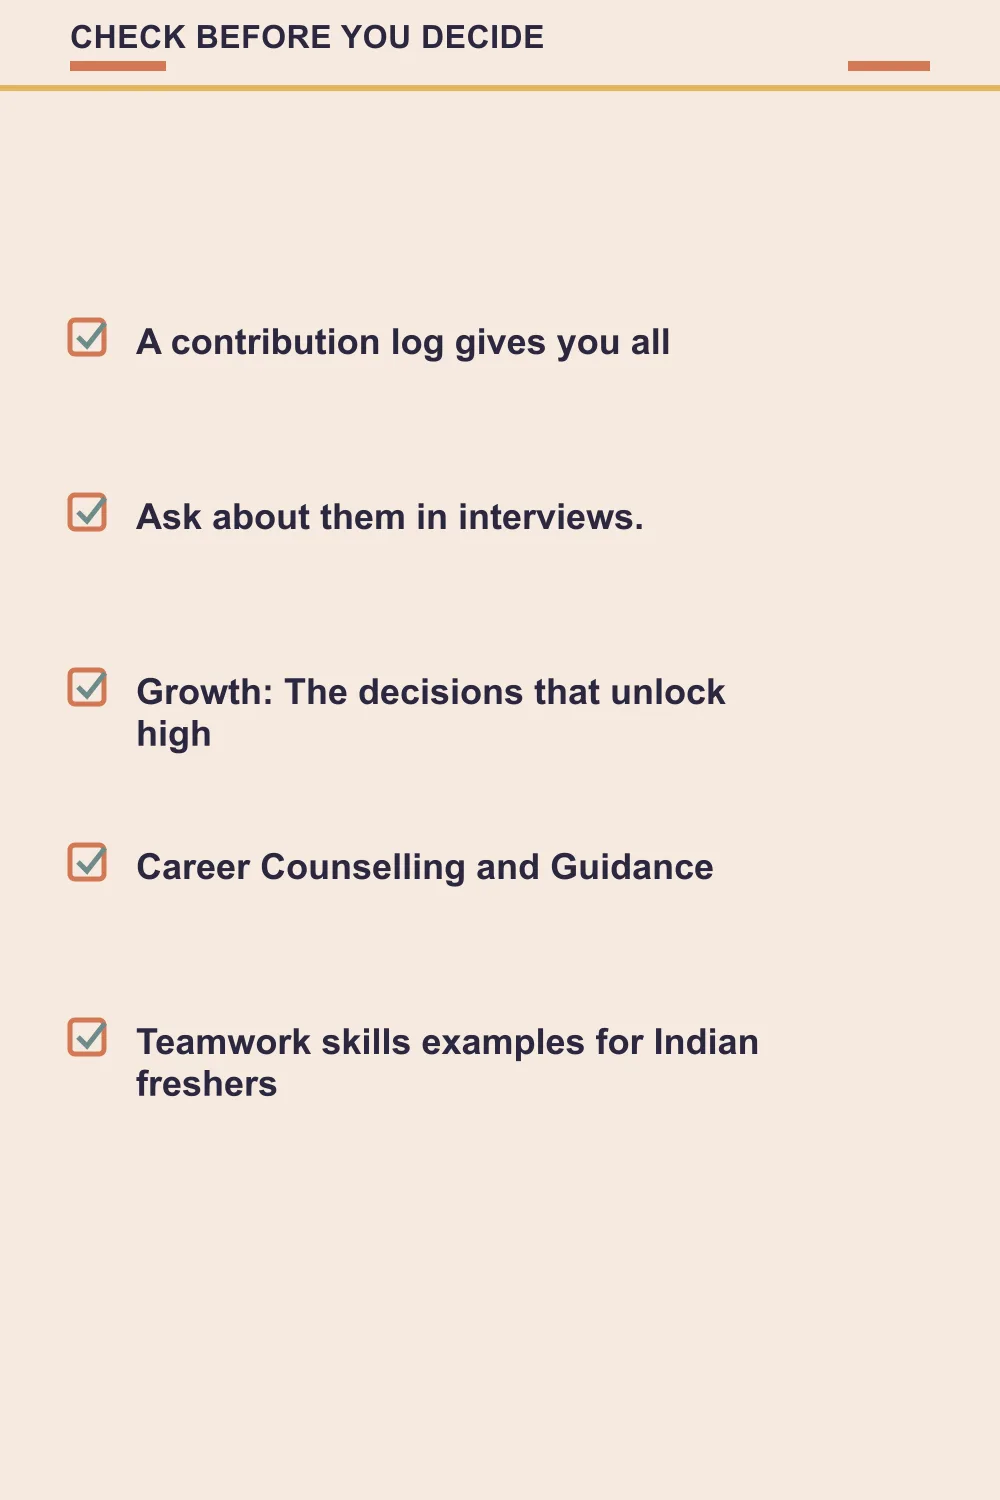 CHECK BEFORE YOU DECIDE
A contribution log gives you all
Ask about them in interviews.
Growth: The decisions that unlock
high
Career Counselling and Guidance
Teamwork skills examples for Indian
freshers